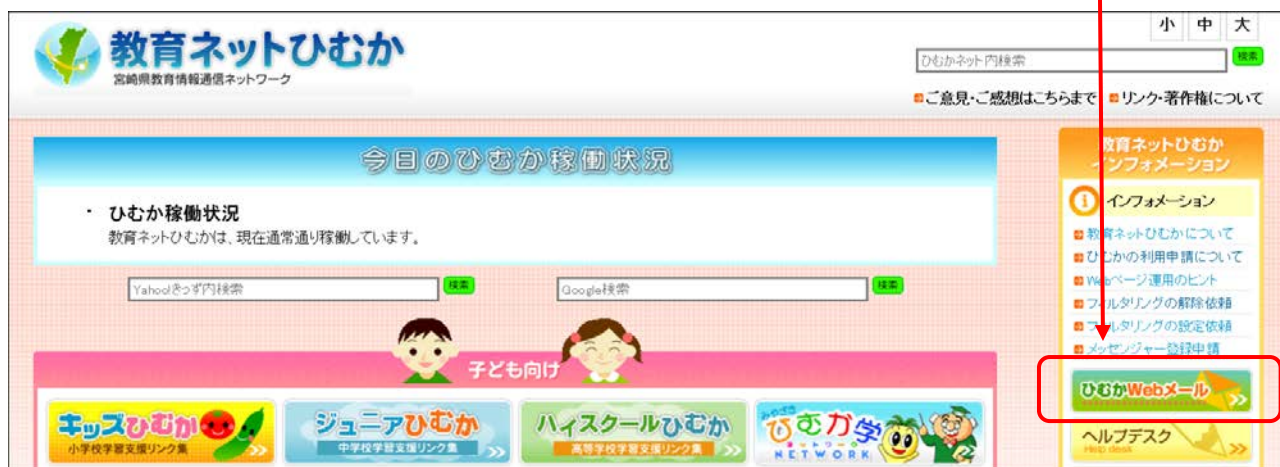 教育ネットひむか
宮崎県教育情報通信ネットワーク
小 中 大
ひむかネット内検索
検索
ご意見・ご感想はこちらまで
リンク・著作権について
今日のひむか稼働状況
・ ひむか稼働状況
教育ネットひむかは、現在通常通り稼働しています。
Yahoo!きっず内検索
検索
Google検索
検索
子ども向け
キッズひむか
小学校学習支援リンク集
ジュニアひむか
中学校学習支援リンク集
ハイスクールひむか
高等学校学習支援リンク集
ひむか学
ネットワーク
NETWORK
教育ネットひむか
インフォメーション
インフォメーション
教育ネットひむかについて
ひむかの利用申請について
Webページ運用のヒント
フィルタリングの解除依頼
フィルタリングの設定依頼
メッセンジャー登録申請
ひむかWebメール
ヘルプデスク
Help desk